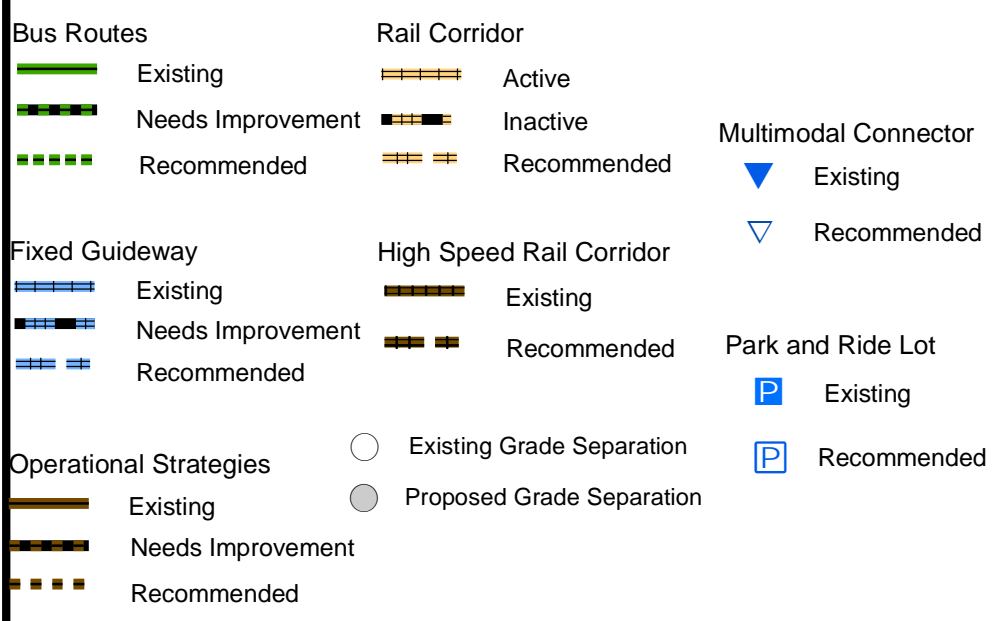 Bus Routes
Existing
Needs Improvement
Recommended
Fixed Guideway
Existing
Needs Improvement
Recommended
Operational Strategies
Existing
Needs Improvement
Recommended
Rail Corridor
Active
Inactive
Recommended
High Speed Rail Corridor
Existing
Recommended
Existing Grade Separation
Proposed Grade Separation
Multimodal Connector
Existing
Recommended
Park and Ride Lot
P Existing
P Recommended